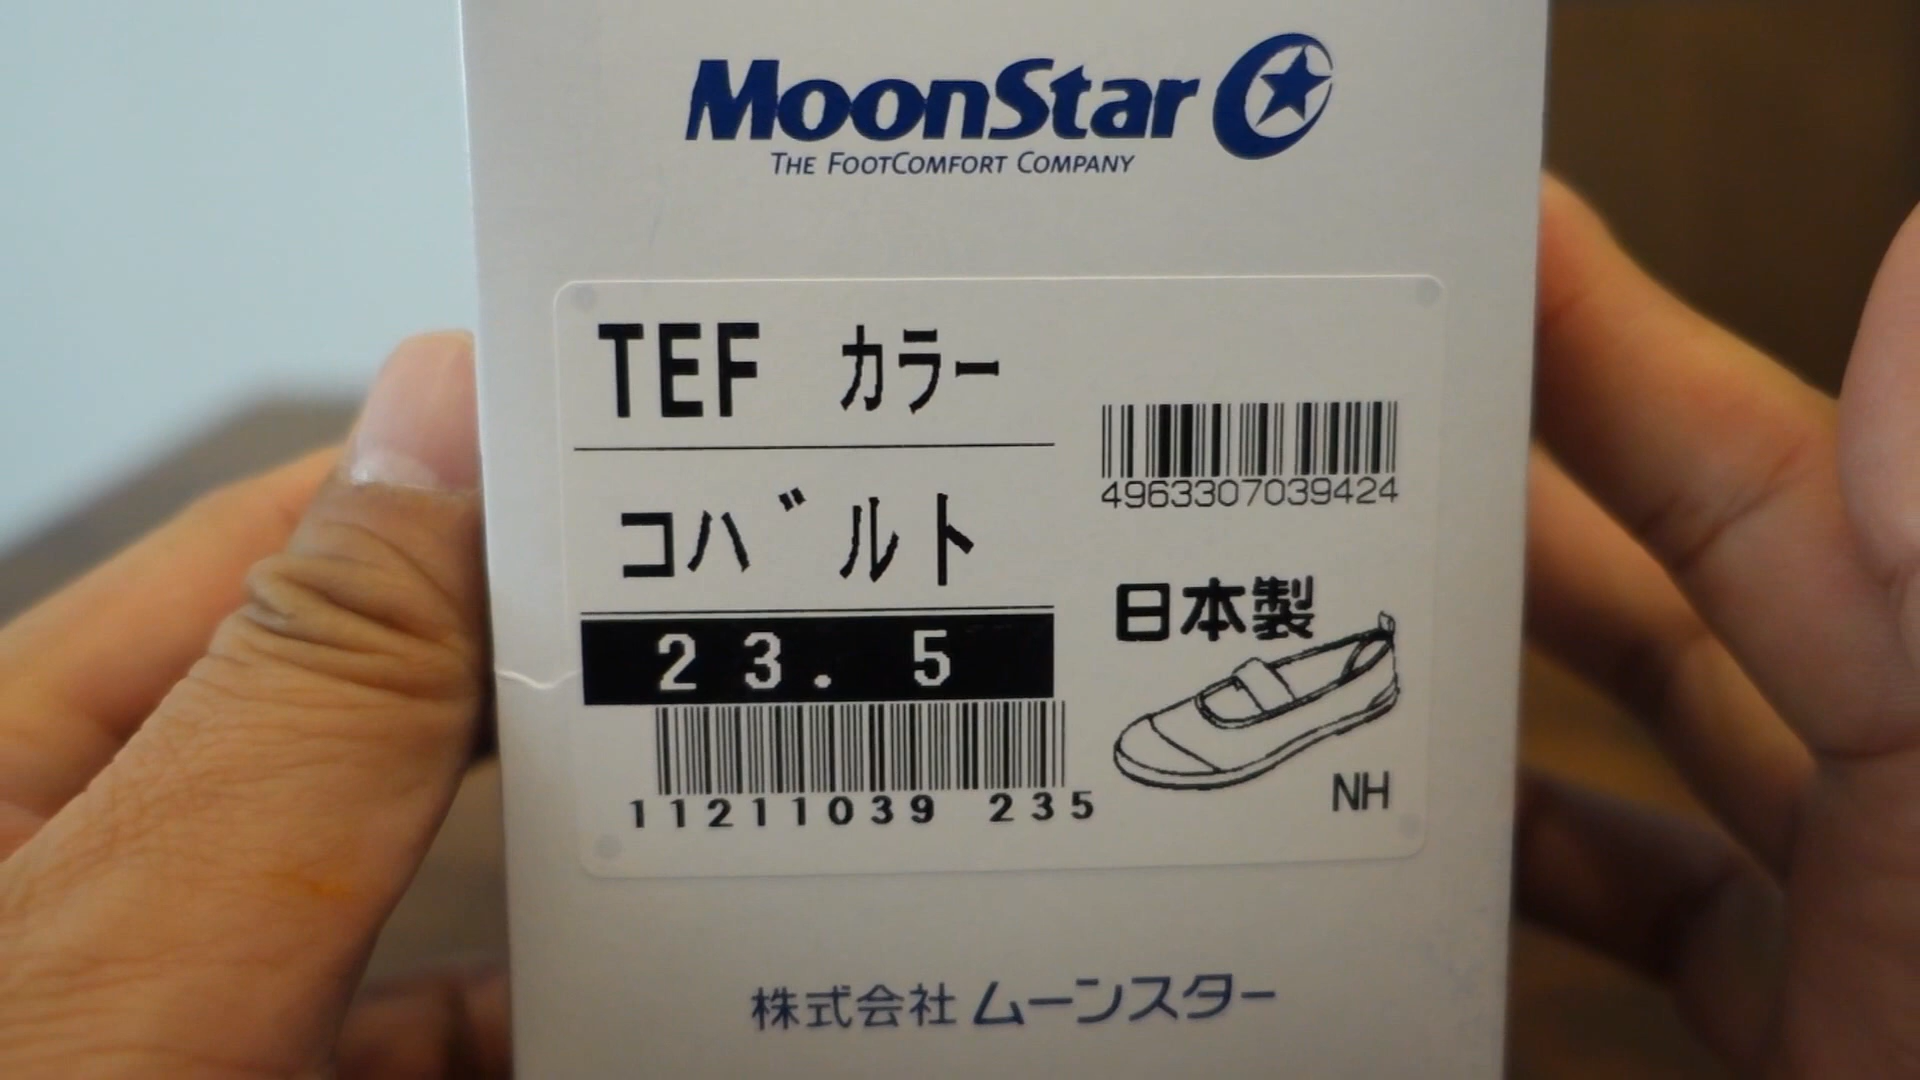 MoonStar
THE FOOTCOMFORT COMPANY
TEF カラー
4963307039424
コバルト
日本製
23.5
NH
11211039 235
株式会社ムーンスター